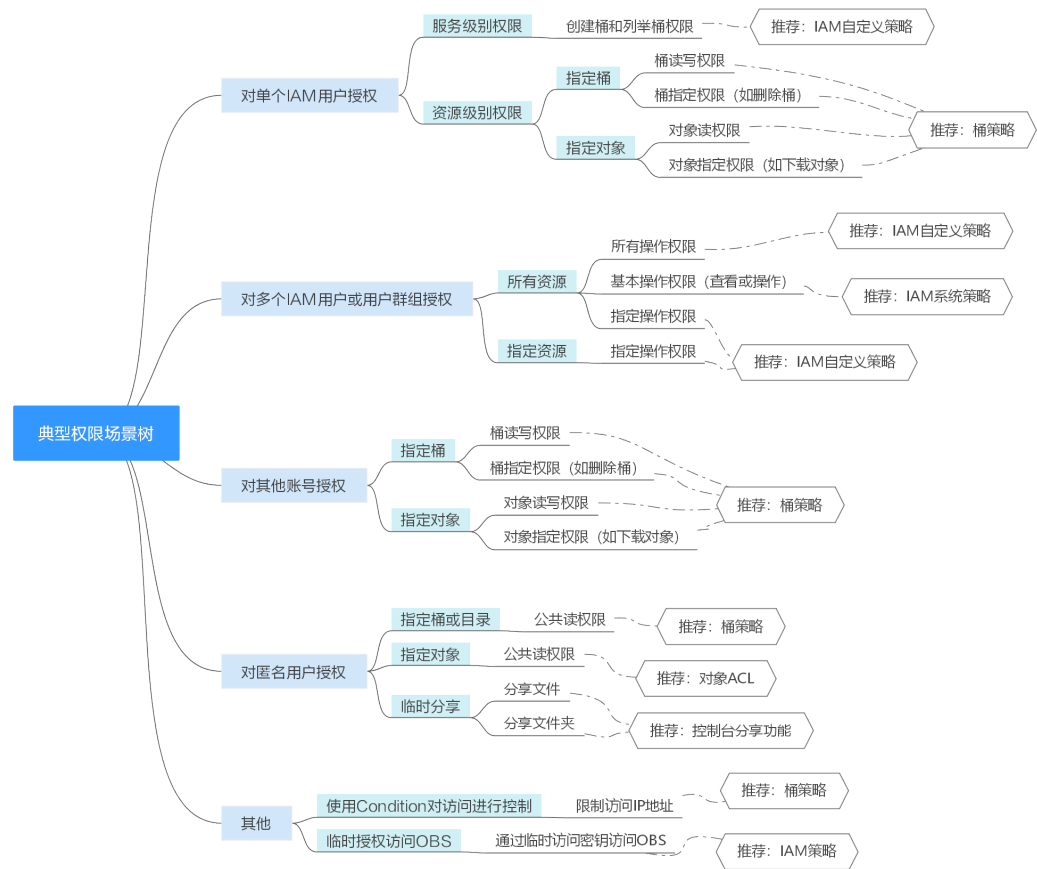 典型权限场景树
对单个IAM用户授权
服务级别权限
创建桶和列举桶权限
推荐：IAM自定义策略
资源级别权限
指定桶
桶读写权限
桶指定权限（如删除桶）
指定对象
对象读权限
对象指定权限（如下载对象）
推荐：桶策略
对多个IAM用户或用户群组授权
所有资源
所有操作权限
推荐：IAM自定义策略
基本操作权限（查看或操作）
推荐：IAM系统策略
指定操作权限
指定资源
指定操作权限
推荐：IAM自定义策略
对其他账号授权
指定桶
桶读写权限
桶指定权限（如删除桶）
指定对象
对象读写权限
对象指定权限（如下载对象）
推荐：桶策略
对匿名用户授权
指定桶或目录
公共读权限
推荐：桶策略
指定对象
公共读权限
推荐：对象ACL
临时分享
分享文件
分享文件夹
推荐：控制台分享功能
其他
使用Condition对访问进行控制
限制访问IP地址
推荐：桶策略
临时授权访问OBS
通过临时访问密钥访问OBS
推荐：IAM策略